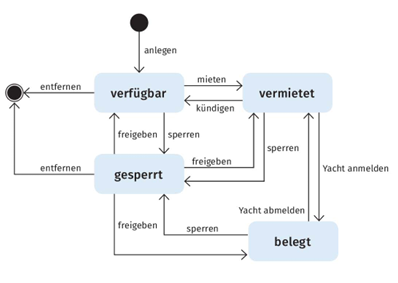 anlegen
entfernen
verfügbar
mieten
vermietet
kündigen
freigeben
sperren
entfernen
gesperrt
freigeben
sperren
Yacht anmelden
freigeben
sperren
Yacht abmelden
belegt